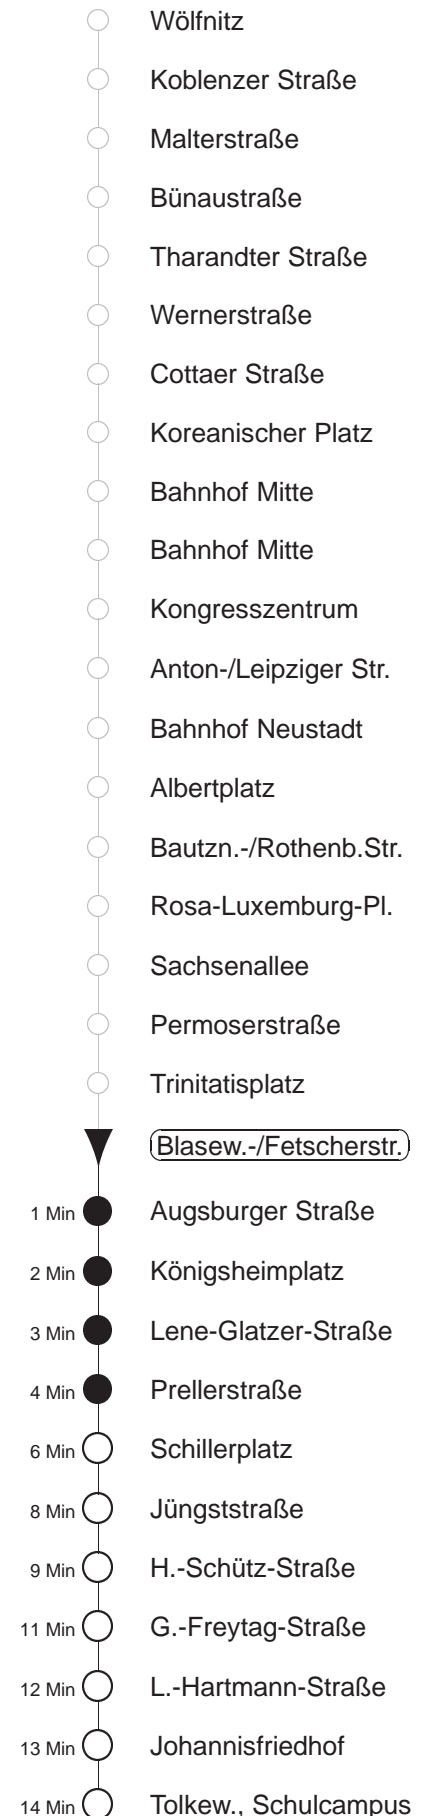 Wölfnitz
Koblenzer Straße
Malterstraße
Bünaustraße
Tharandter Straße
Wernerstraße
Cottaer Straße
Koreanischer Platz
Bahnhof Mitte
Bahnhof Mitte
Kongresszentrum
Anton-/Leipziger Str.
Bahnhof Neustadt
Albertplatz
Bautzn.-/Rothenb.Str.
Rosa-Luxemburg-Pl.
Sachsenallee
Permoserstraße
Trinitatisplatz
Blasew.-/Fetscherstr.
1 Min Augsburger Straße
2 Min Königsheimplatz
3 Min Lene-Glatzer-Straße
4 Min Prellerstraße
6 Min Schillerplatz
8 Min Jüngststraße
9 Min H.-Schütz-Straße
11 Min G.-Freytag-Straße
12 Min L.-Hartmann-Straße
13 Min Johannisfriedhof
14 Min Tolkew., Schulcampus